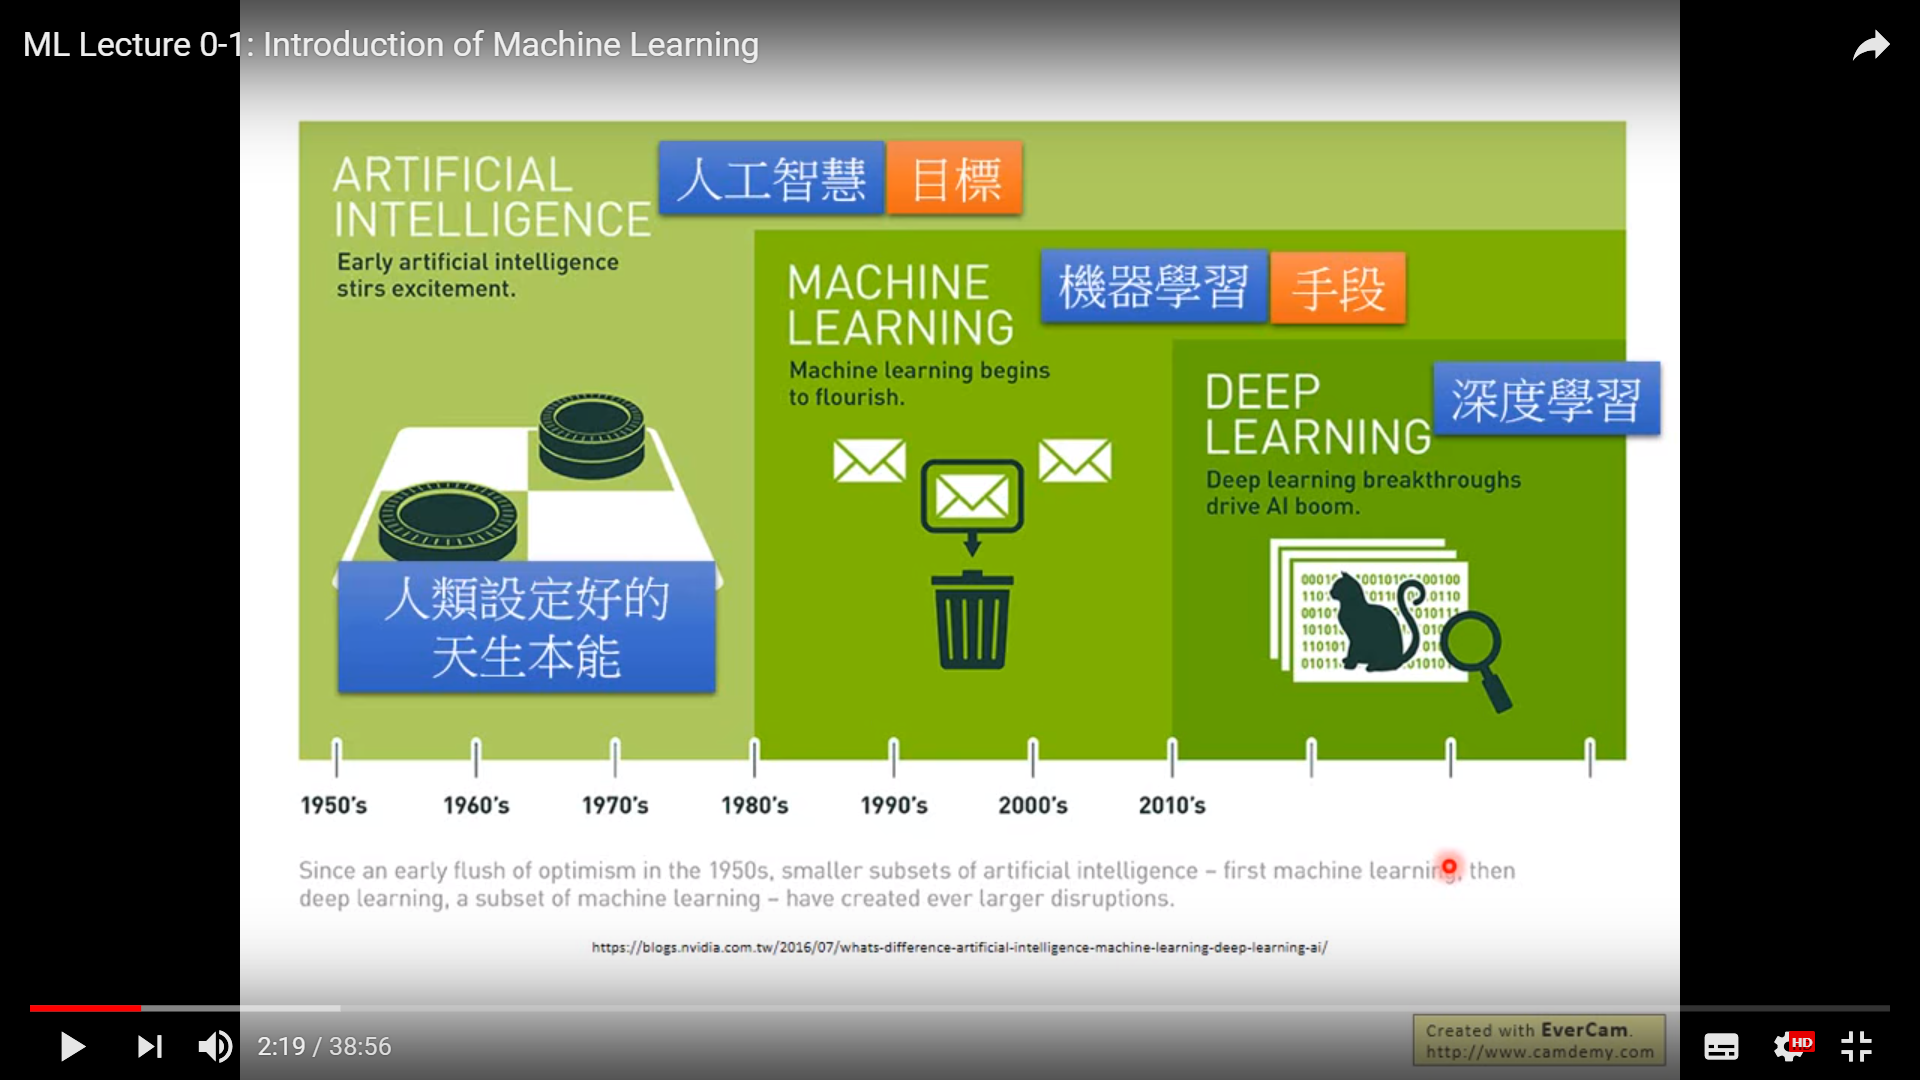 ML Lecture 0-1: Introduction of Machine Learning
ARTIFICIAL
INTELLIGENCE
人工智慧 目標
Early artificial intelligence
stirs excitement.
MACHINE
LEARNING
機器學習 手段
Machine learning begins
to flourish.
DEEP
LEARNING
深度學習
Deep learning breakthroughs
drive AI boom.
人類設定好的
天生本能
1950's 1960's 1970's 1980's 1990's 2000's 2010's
Since an early flush of optimism in the 1950s, smaller subsets of artificial intelligence – first machine learning, then
deep learning, a subset of machine learning – have created ever larger disruptions.
https://blogs.nvidia.com.tw/2016/07/whats-difference-artificial-intelligence-machine-learning-deep-learning-ai/
2:19 / 38:56
Created with EverCam.
http://www.camdemy.com
HD